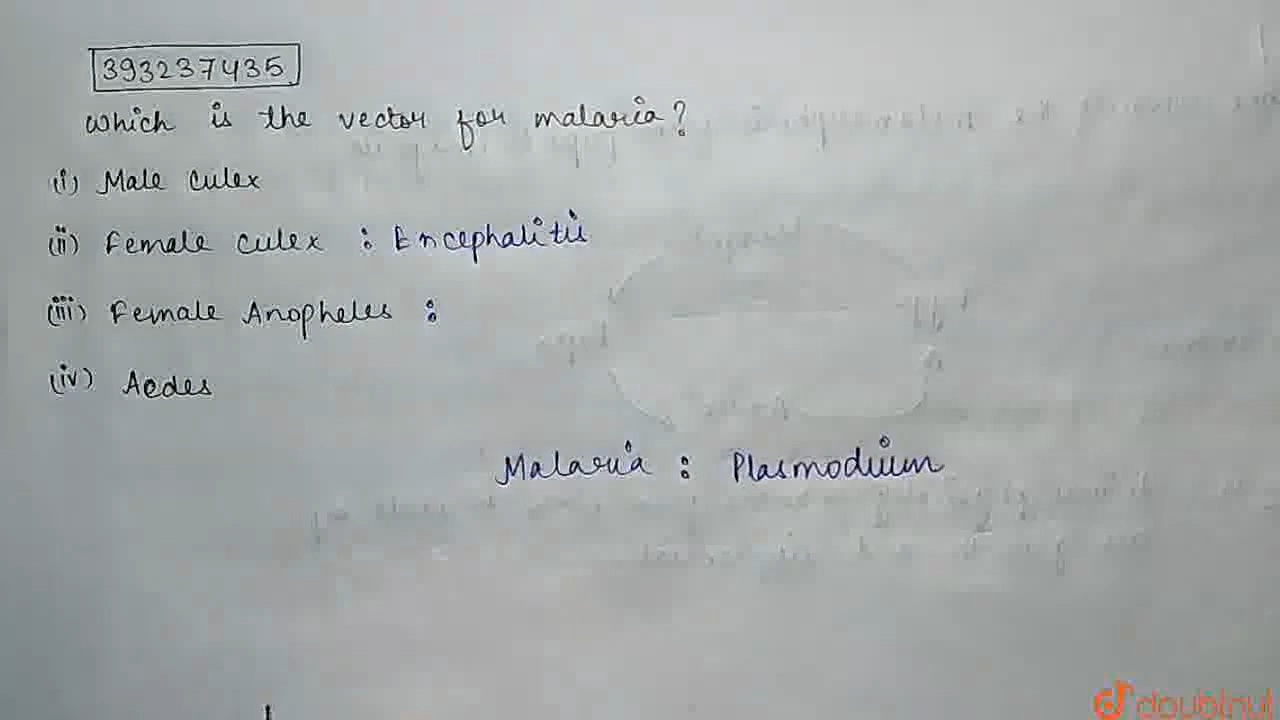 393237435
Which is the vector for malaria?
(i) Male Culex
(ii) Female Culex : Encephalitis
(iii) Female Anopheles :
(iv) Aedes
Malaria : Plasmodium
doubtnut